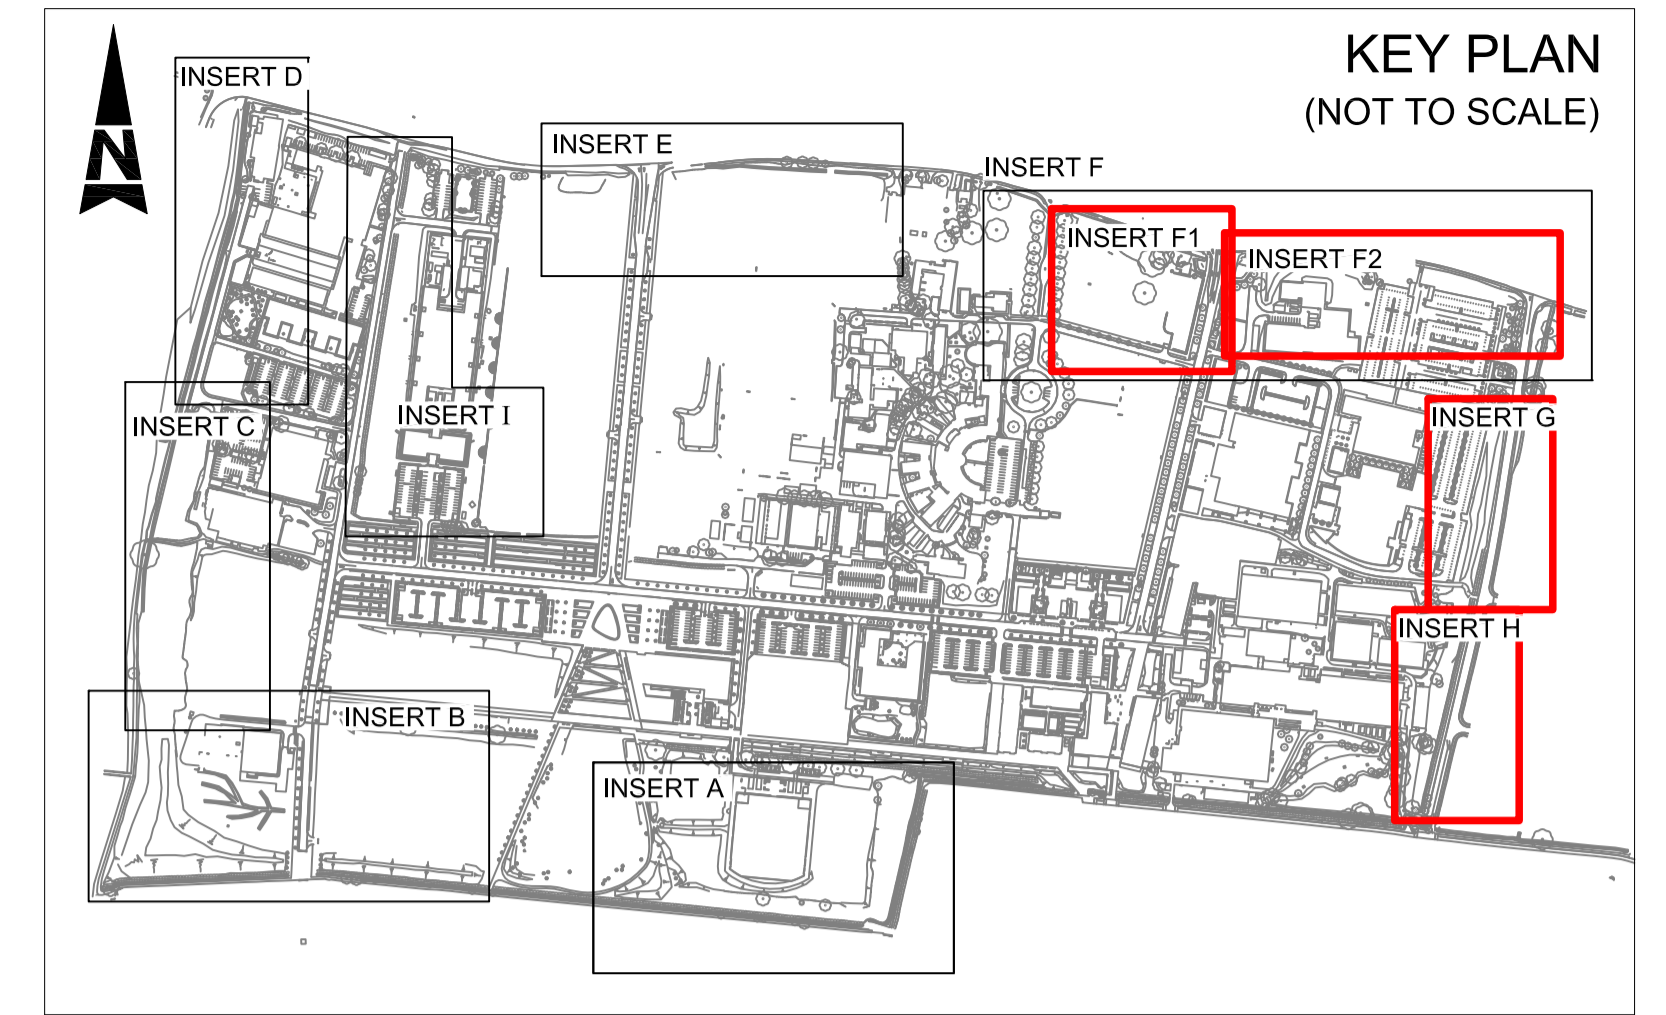 KEY PLAN
(NOT TO SCALE)
N
INSERT D
INSERT E
INSERT F
INSERT F1
INSERT F2
INSERT I
INSERT C
INSERT G
INSERT H
INSERT B
INSERT A